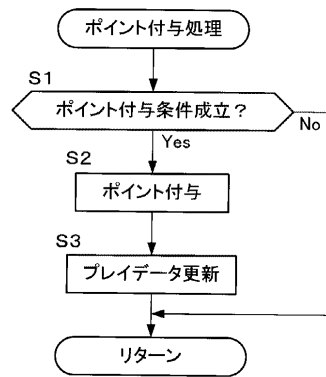 ポイント付与処理
S1
ポイント付与条件成立？
No
Yes
S2
ポイント付与
S3
プレイデータ更新
リターン